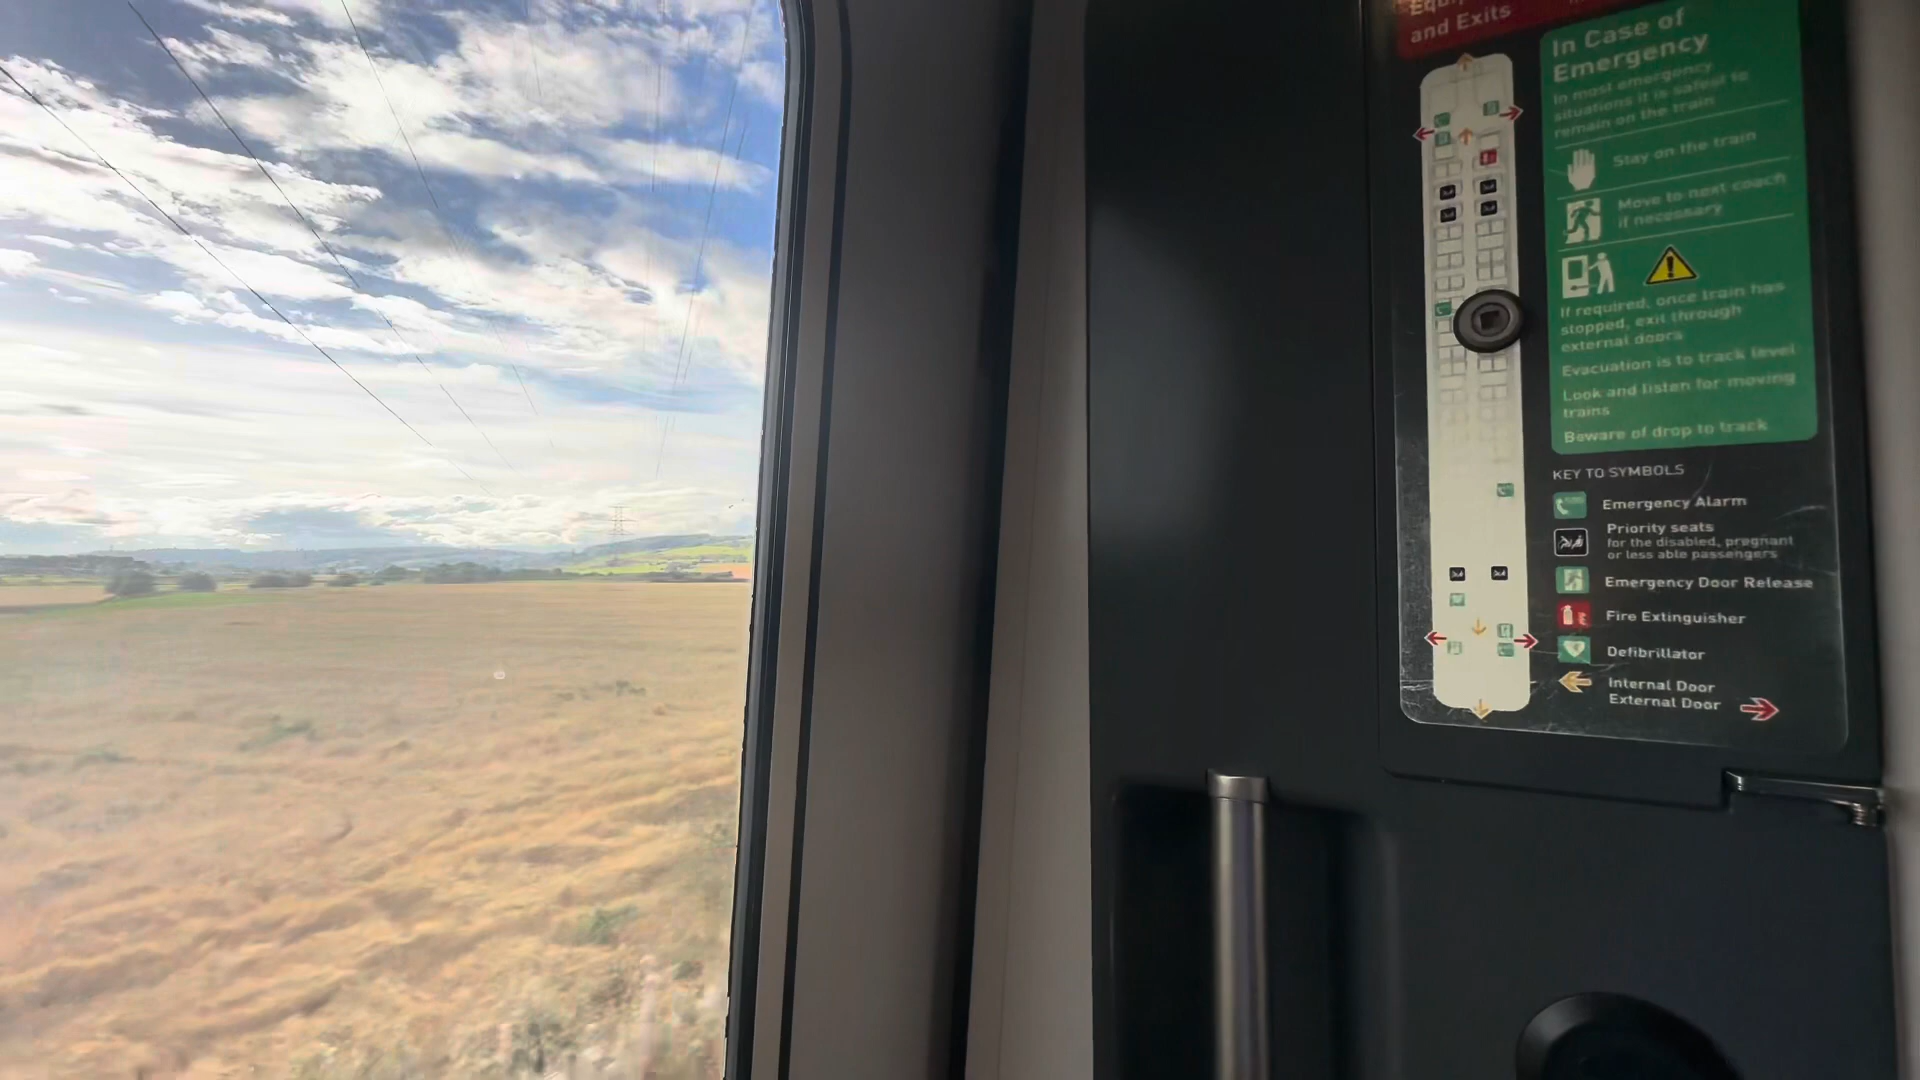 and Exits
In Case of
Emergency
In most emergency
situations it is safest to
remain on the train
Stay on the train
Move to next coach
if necessary
If required, once train has
stopped, exit through
external doors
Evacuation is to track level
Look and listen for moving
trains
Beware of drop to track
KEY TO SYMBOLS
Emergency Alarm
Priority seats
for the disabled, pregnant
or less able passengers
Emergency Door Release
Fire Extinguisher
Defibrillator
Internal Door
External Door